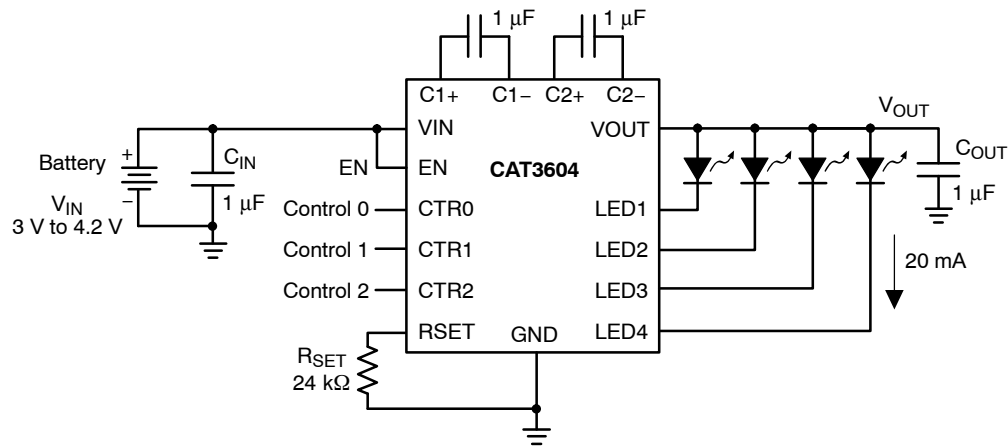 1 μF
1 μF
C1+
C1−
C2+
C2−
VIN
VOUT
VOUT
Battery
+
−
VIN
3 V to 4.2 V
CIN
1 μF
EN
EN
CAT3604
COUT
1 μF
Control 0
CTR0
LED1
Control 1
CTR1
LED2
20 mA
Control 2
CTR2
LED3
RSET
GND
LED4
RSET
24 kΩ